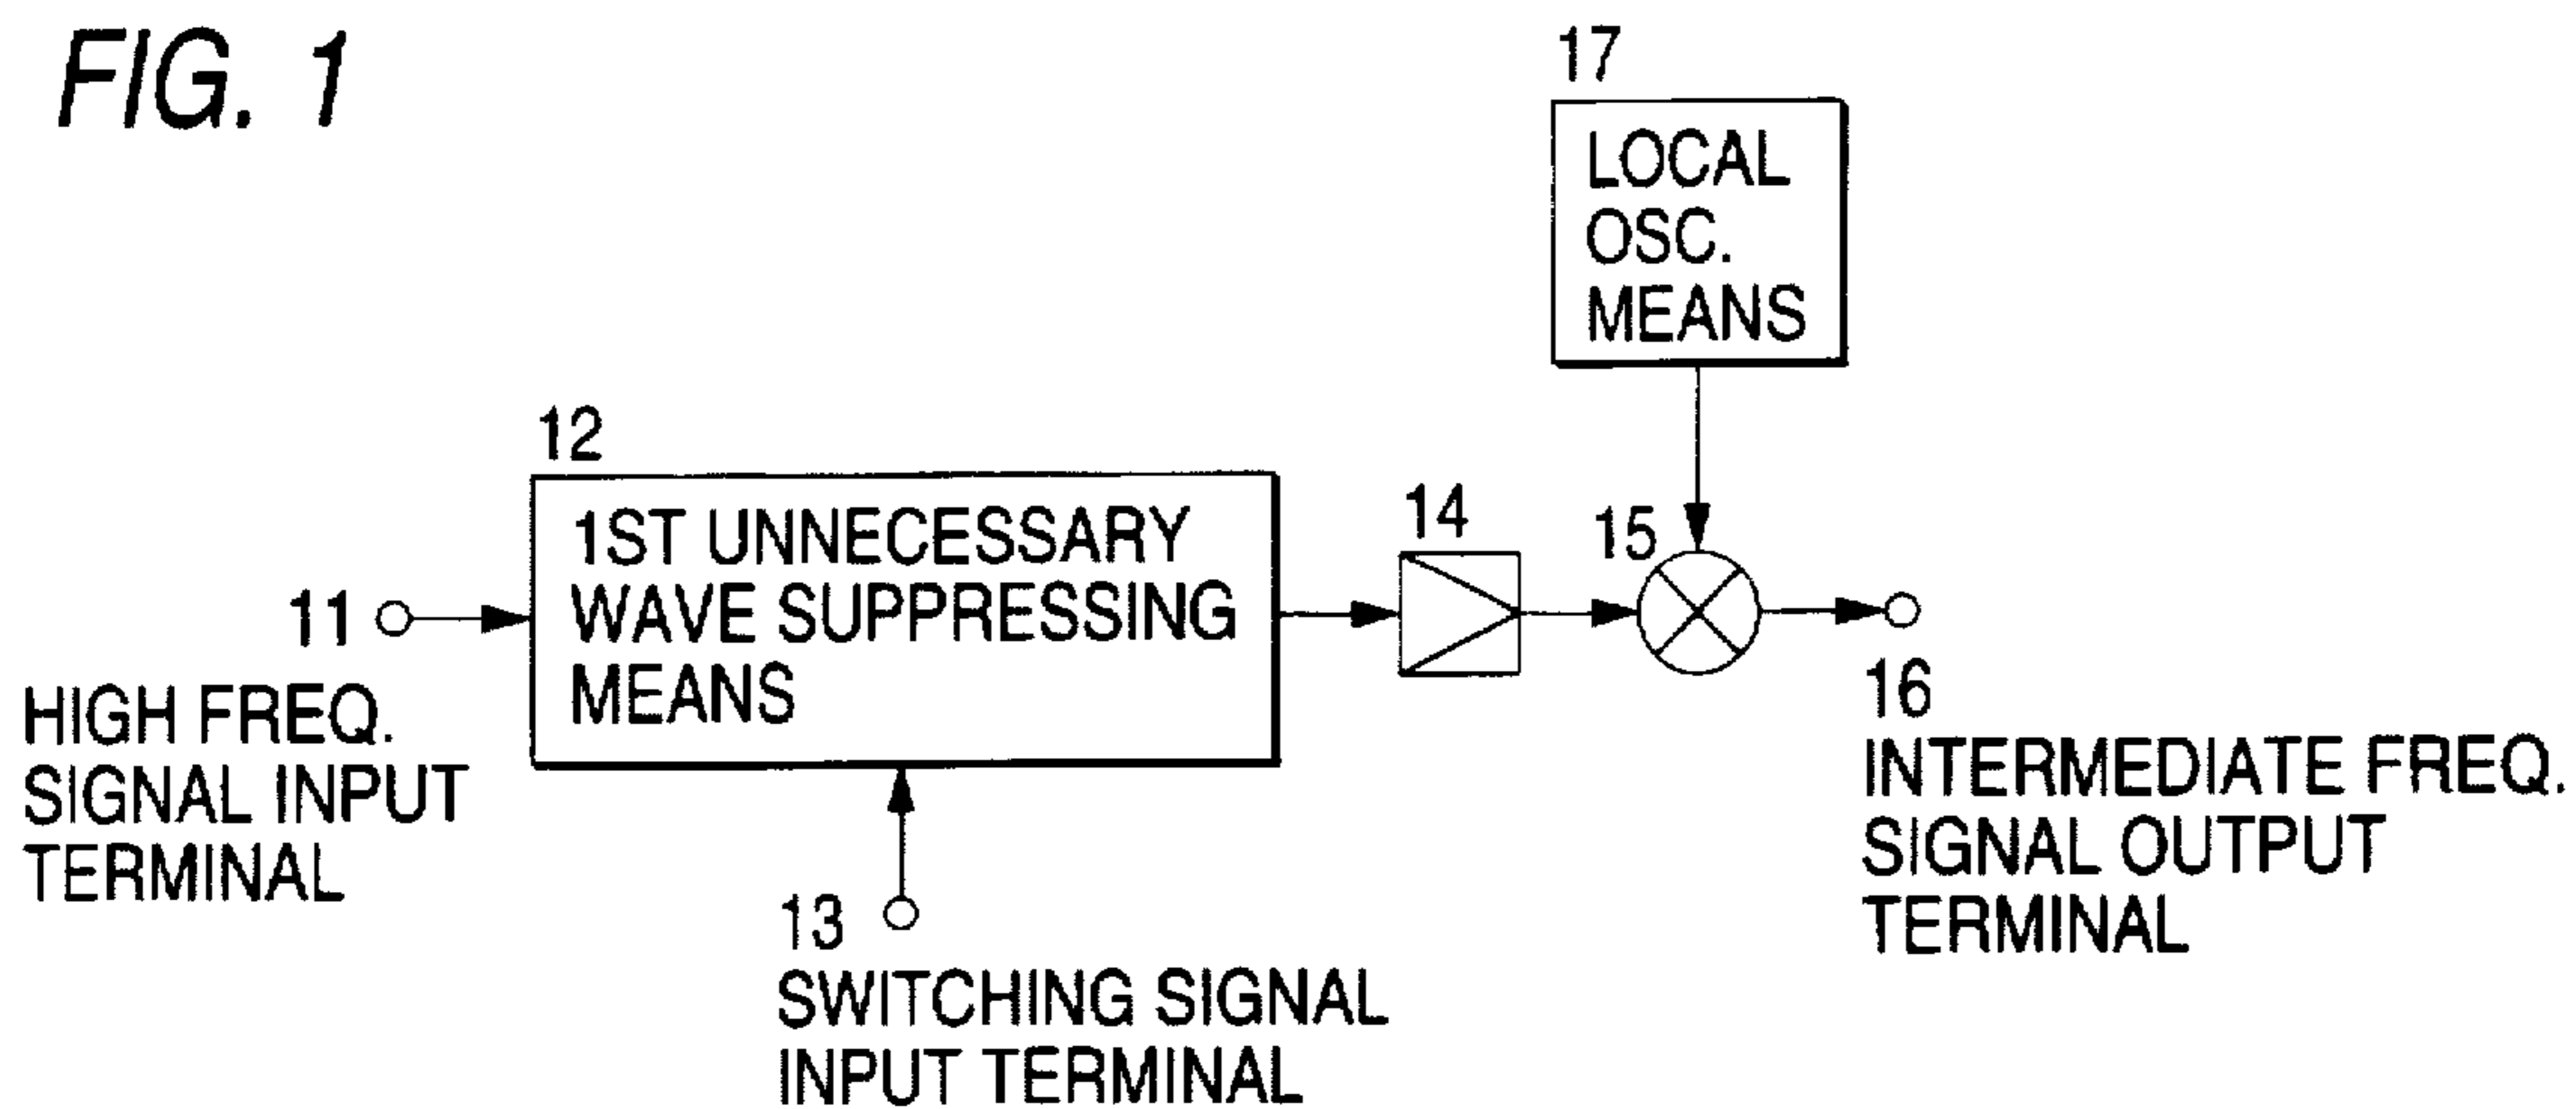 FIG. 1
17
LOCAL
OSC.
MEANS
12
1ST UNNECESSARY
WAVE SUPPRESSING
MEANS
14
15
11
HIGH FREQ.
SIGNAL INPUT
TERMINAL
13
SWITCHING SIGNAL
INPUT TERMINAL
16
INTERMEDIATE FREQ.
SIGNAL OUTPUT
TERMINAL